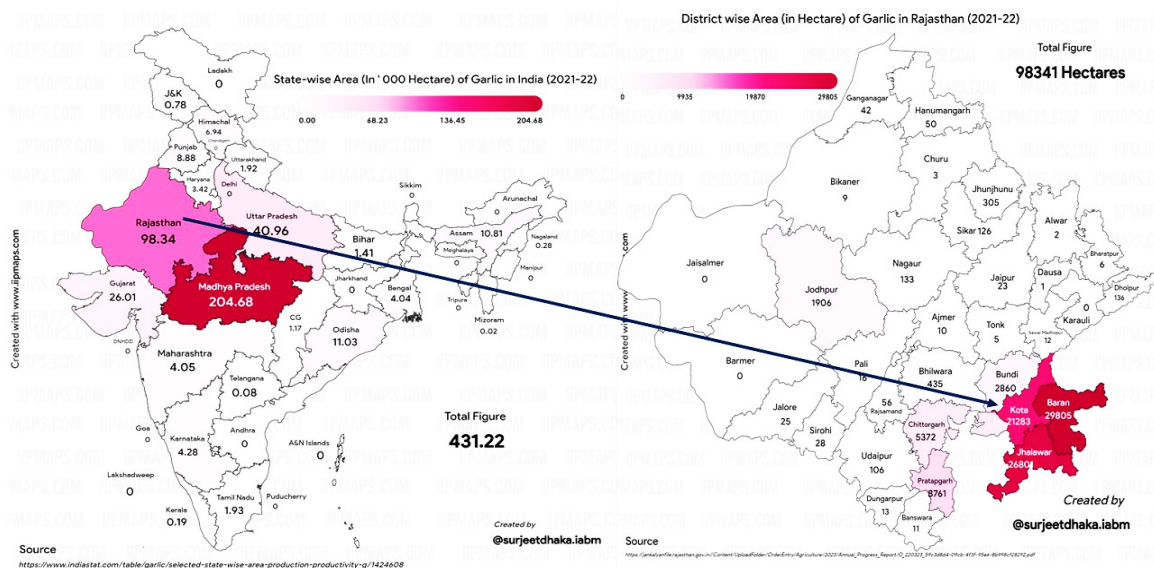 State-wise Area (In ' 000 Hectare) of Garlic in India (2021-22)
0.00 68.23 136.45 204.68
Ladakh
0
J&K
0.78
Himachal
6.94
0
Punjab
8.88
Uttarakhand
1.92
Haryana
3.42
Delhi
0
Rajasthan
98.34
Uttar Pradesh
40.96
Bihar
1.41
Sikkim
0
Arunachal
0
Assam 10.81
Nagaland
0.28
Meghalaya
0
Manipur
0
Tripura
0
Mizoram
0.02
Gujarat
26.01
Madhya Pradesh
204.68
Jharkhand
0
Bengal
4.04
CG
1.17
Odisha
11.03
DNHDD
0
Maharashtra
4.05
Telangana
0.08
Goa
0
Karnataka
4.28
Andhra
0
A&N Islands
0
Lakshadweep
0
Kerala
0.19
Tamil Nadu
1.93
Puducherry
0
Total Figure
431.22
Created with www.iipmaps.com
Created by
@surjeetdhaka.iabm
Source
https://www.indiastat.com/table/garlic/selected-state-wise-area-production-productivity-g/1424608
District wise Area (in Hectare) of Garlic in Rajasthan (2021-22)
Total Figure
98341 Hectares
0 9935 19870 29805
Ganganagar
42
Hanumangarh
50
Churu
3
Bikaner
9
Jhunjhunu
305
Sikar 126
Alwar
2
Bharatpur
6
Jaisalmer
0
Nagaur
133
Jaipur
23
Dausa
1
Dholpur
136
0
Karauli
Jodhpur
1906
Ajmer
10
Tonk
5
Sawai Madhopur
12
Barmer
0
Pali
16
Bhilwara
435
Bundi
2860
Kota
21283
Baran
29805
56
Rajsamand
Chittorgarh
5372
Jalore
25
Sirohi
28
Udaipur
106
Jhalawar
26801
Pratapgarh
8761
Dungarpur
13
Banswara
11
Created with www. .com
Created by
@surjeetdhaka.iabm
Source